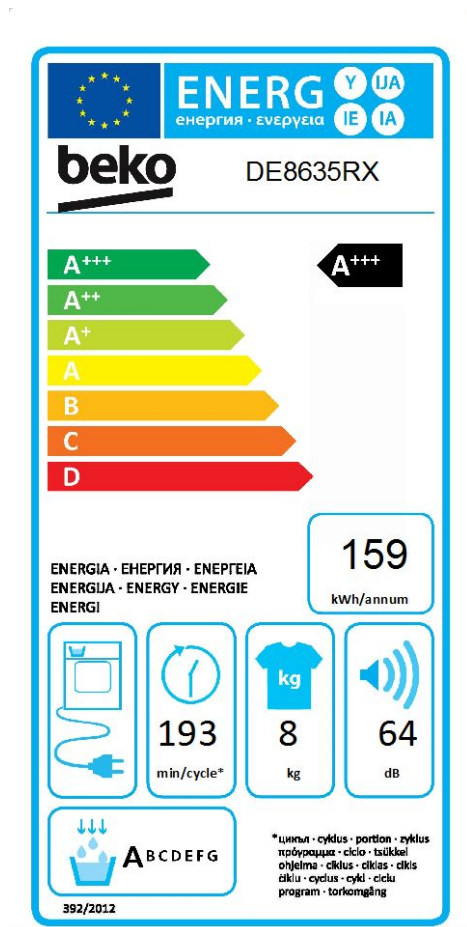 ENERG Y IJA
енергия · ενεργεια IE IA
beko DE8635RX
A+++ A+++
A++
A+
A
B
C
D
159
kWh/annum
ENERGIA · ЕНЕРГИЯ · ΕΝΕΡΓΕΙΑ
ENERGIJA · ENERGY · ENERGIE
ENERGI
kg
193 8 64
min/cycle* kg dB
ABCDEFG
*цикъл · cyklus · portion · zyklus
πρόγραμμα · ciclo · tsükkel
ohjelma · ciklus · ciklas · cikls
ċiklu · cyclus · cykl · ciclu
program · torkomgång
392/2012